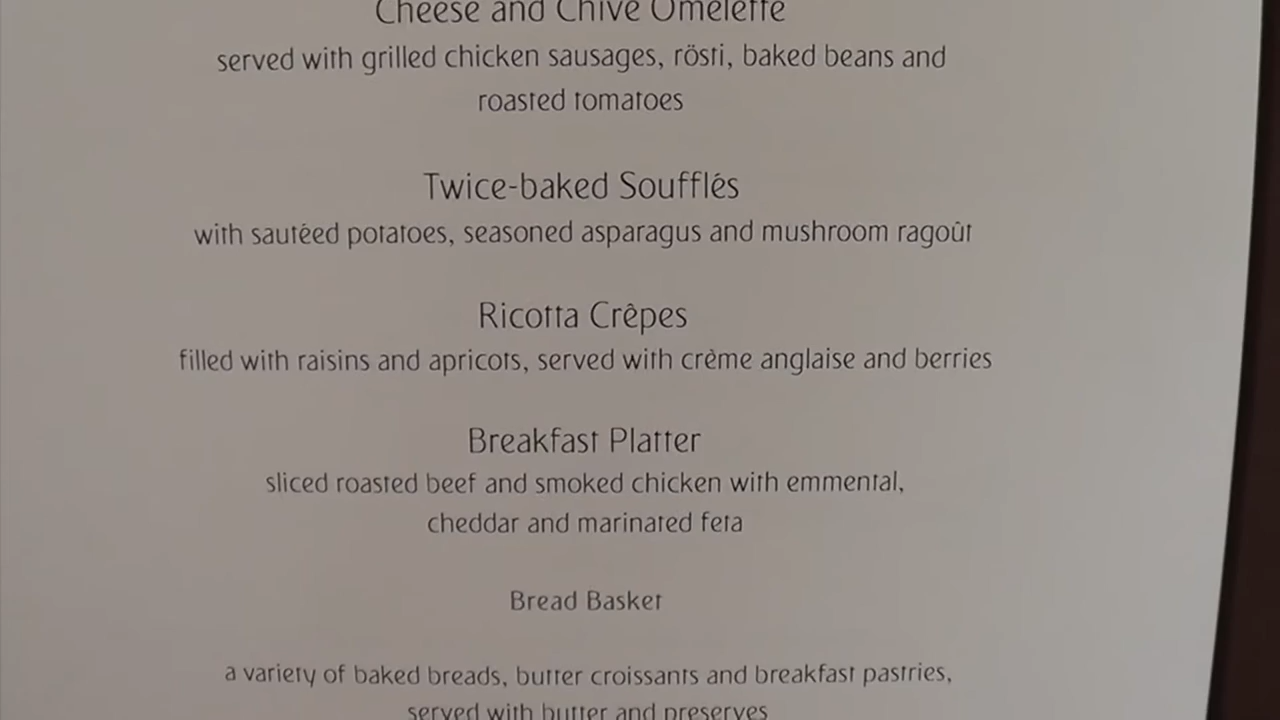 Cheese and Chive Omelette
served with grilled chicken sausages, rösti, baked beans and
roasted tomatoes
Twice-baked Soufflés
with sautéed potatoes, seasoned asparagus and mushroom ragoût
Ricotta Crêpes
filled with raisins and apricots, served with crème anglaise and berries
Breakfast Platter
sliced roasted beef and smoked chicken with emmental,
cheddar and marinated feta
Bread Basket
a variety of baked breads, butter croissants and breakfast pastries,
served with butter and preserves